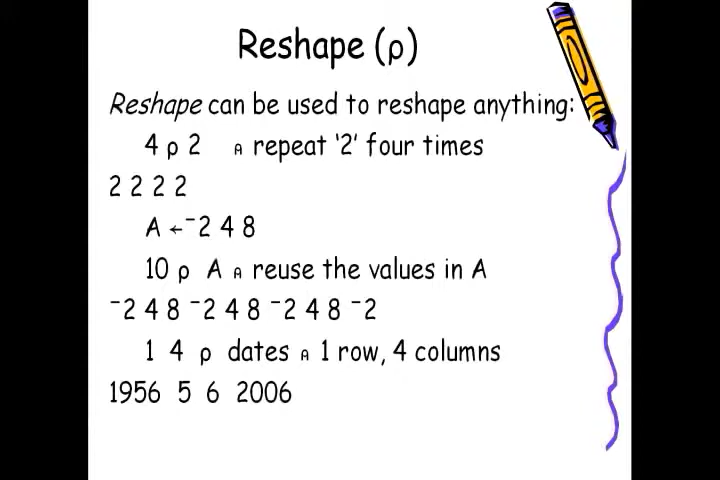 Reshape (⍴)
Reshape can be used to reshape anything:
4 ⍴ 2 ⍝ repeat ‘2’ four times
2 2 2 2
A ←¯2 4 8
10 ⍴ A ⍝ reuse the values in A
¯2 4 8 ¯2 4 8 ¯2 4 8 ¯2
1 4 ⍴ dates ⍝ 1 row, 4 columns
1956 5 6 2006